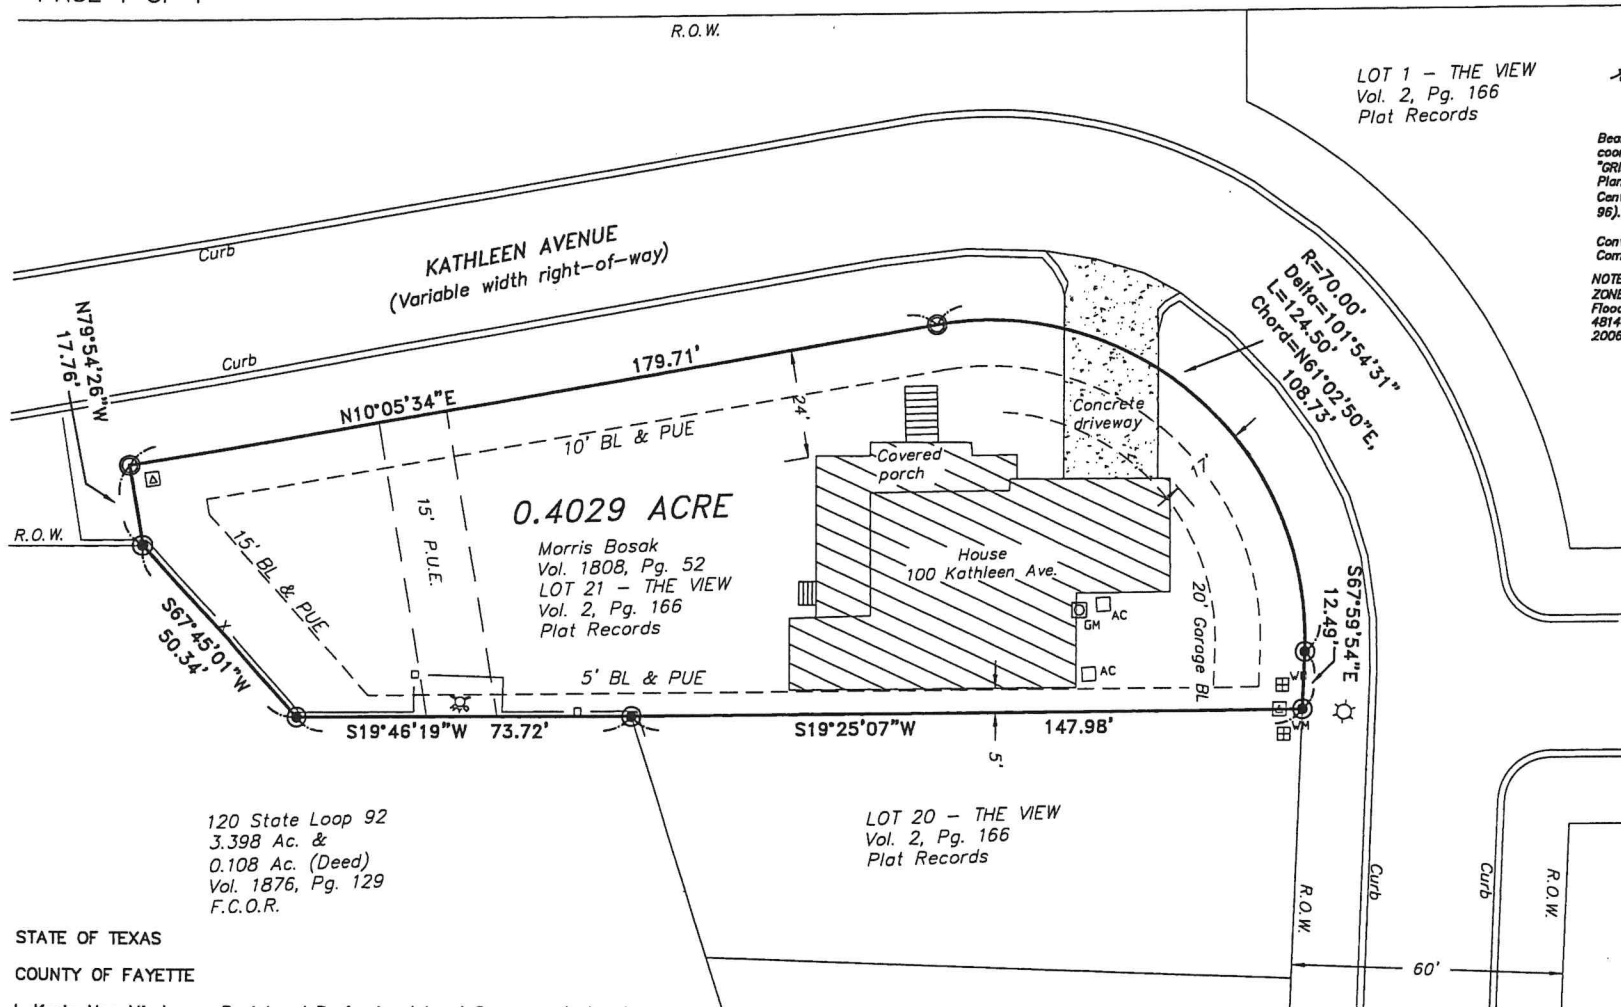 R.O.W.
LOT 1 – THE VIEW
Vol. 2, Pg. 166
Plat Records
96).
NOTE
ZONE
Flood
4814
2006
Curb
KATHLEEN AVENUE
(Variable width right-of-way)
Curb
R=70.00'
Delta=101°54'31"
L=124.50'
Chord=N61°02'50"E,
108.73'
N79°54'26"W
17.76'
179.71'
N10°05'34"E
24'
10' BL & PUE
Concrete
driveway
Covered
porch
17'
15' P.U.E.
0.4029 ACRE
Morris Bosak
Vol. 1808, Pg. 52
LOT 21 – THE VIEW
Vol. 2, Pg. 166
Plat Records
R.O.W.
15' BL & PUE
House
100 Kathleen Ave.
20' Garage BL
S67°59'54"E
12.49'
GM
AC
AC
S67°45'01"W
50.34'
x
5' BL & PUE
WM
S19°46'19"W 73.72'
S19°25'07"W 147.98'
5'
120 State Loop 92
3.398 Ac. &
0.108 Ac. (Deed)
Vol. 1876, Pg. 129
F.C.O.R.
LOT 20 – THE VIEW
Vol. 2, Pg. 166
Plat Records
R.O.W.
Curb
Curb
R.O.W.
60'
STATE OF TEXAS
COUNTY OF FAYETTE